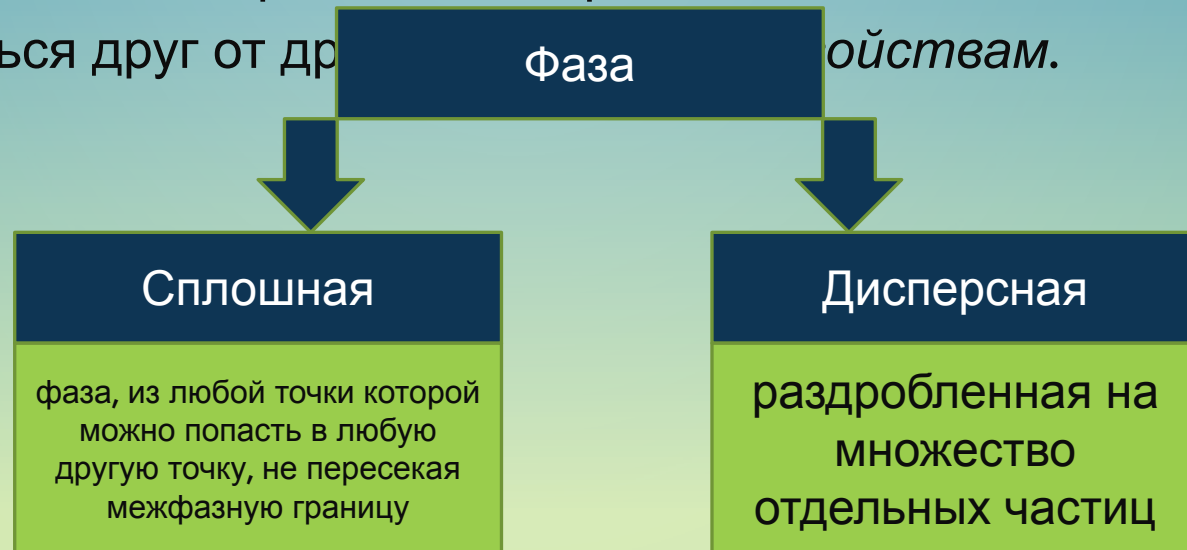 ься друг от др ойствам.
Фаза
Сплошная
Дисперсная
фаза, из любой точки которой
можно попасть в любую
другую точку, не пересекая
межфазную границу
раздробленная на
множество
отдельных частиц